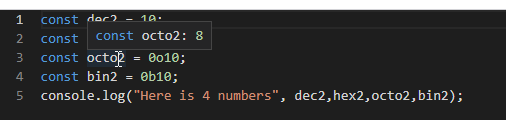 1 const dec2 = 10;
2 const
const octo2: 8
3 const octo2 = 0o10;
4 const bin2 = 0b10;
5 console.log("Here is 4 numbers", dec2,hex2,octo2,bin2);